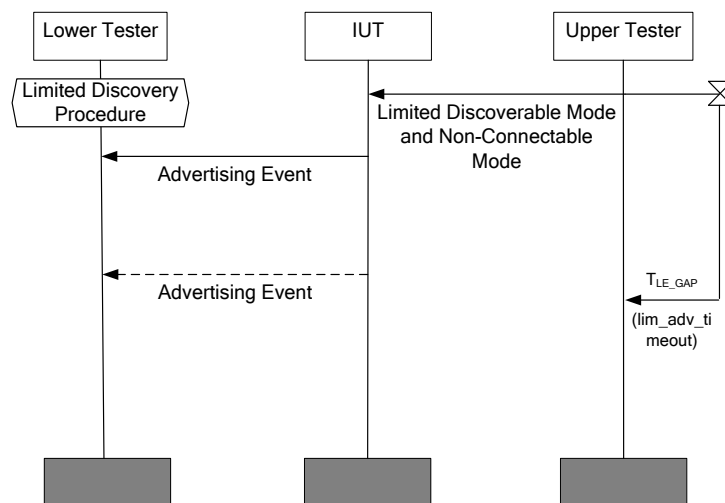 Lower Tester
IUT
Upper Tester
Limited Discovery
Procedure
Limited Discoverable Mode
and Non-Connectable
Mode
Advertising Event
Advertising Event
TLE_GAP
(lim_adv_ti
meout)